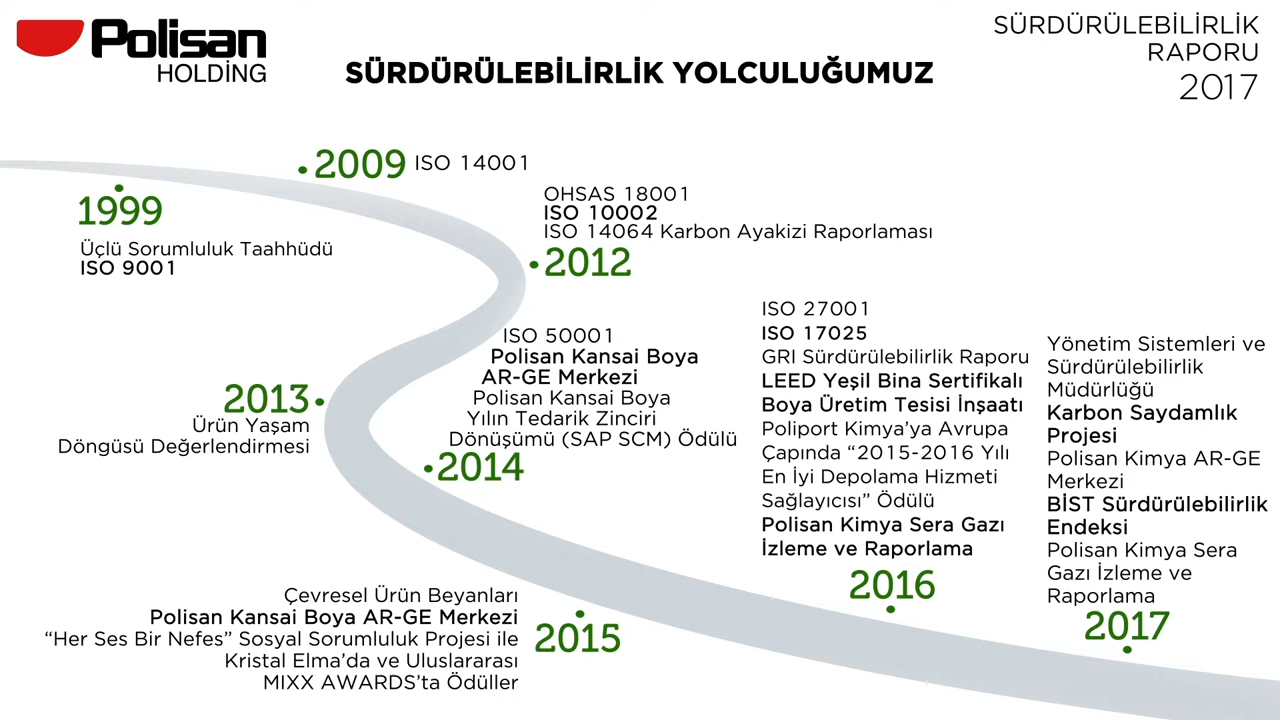 Polisan
HOLDİNG
SÜRDÜRÜLEBİLİRLİK YOLCULUĞUMUZ
SÜRDÜRÜLEBİLİRLİK
RAPORU
2017
1999
Üçlü Sorumluluk Taahhüdü
ISO 9001
2009 ISO 14001
OHSAS 18001
ISO 10002
ISO 14064 Karbon Ayakizi Raporlaması
2012
2013
Ürün Yaşam
Döngüsü Değerlendirmesi
ISO 50001
Polisan Kansai Boya
AR-GE Merkezi
Polisan Kansai Boya
Yılın Tedarik Zinciri
Dönüşümü (SAP SCM) Ödülü
2014
Çevresel Ürün Beyanları
Polisan Kansai Boya AR-GE Merkezi
“Her Ses Bir Nefes” Sosyal Sorumluluk Projesi ile
Kristal Elma’da ve Uluslararası
MIXX AWARDS’ta Ödüller
2015
ISO 27001
ISO 17025
GRI Sürdürülebilirlik Raporu
LEED Yeşil Bina Sertifikalı
Boya Üretim Tesisi İnşaatı
Poliport Kimya’ya Avrupa
Çapında “2015-2016 Yılı
En İyi Depolama Hizmeti
Sağlayıcısı” Ödülü
Polisan Kimya Sera Gazı
İzleme ve Raporlama
2016
Yönetim Sistemleri ve
Sürdürülebilirlik
Müdürlüğü
Karbon Saydamlık
Projesi
Polisan Kimya AR-GE
Merkezi
BİST Sürdürülebilirlik
Endeksi
Polisan Kimya Sera
Gazı İzleme ve
Raporlama
2017